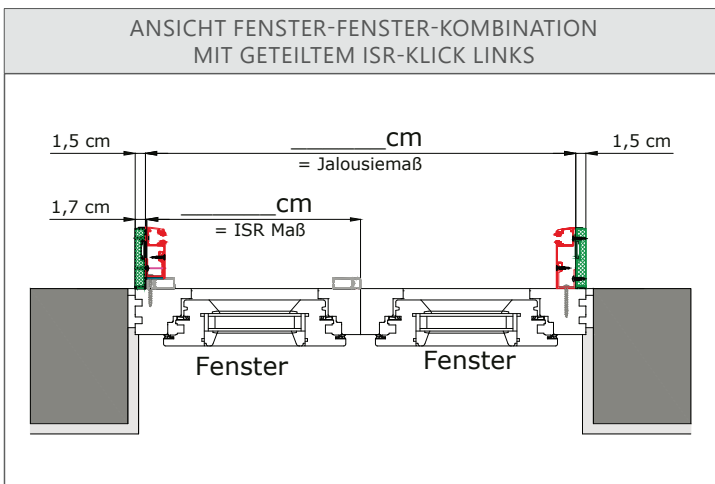 ANSICHT FENSTER-FENSTER-KOMBINATION
MIT GETEILTEM ISR-KLICK LINKS
1,5 cm
_______cm
1,5 cm
= Jalousiemaß
1,7 cm
_______cm
= ISR Maß
Fenster
Fenster